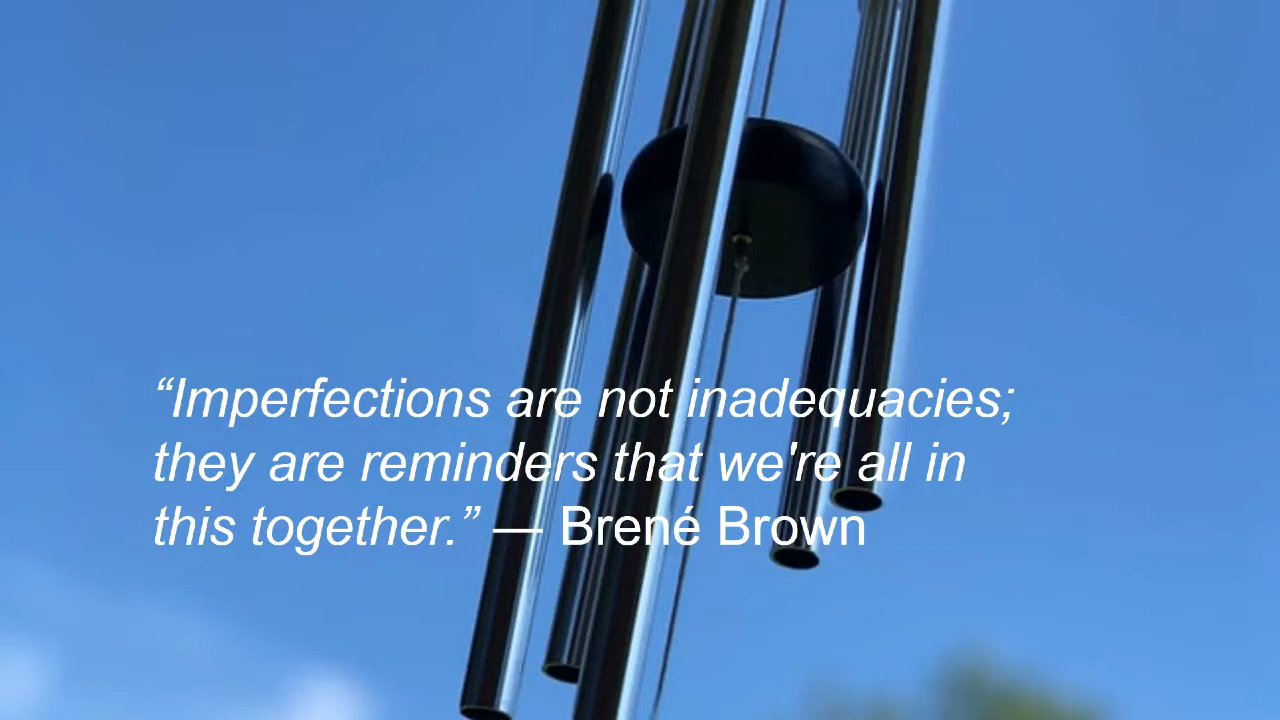 “Imperfections are not inadequacies;
they are reminders that we're all in
this together.” — Brené Brown